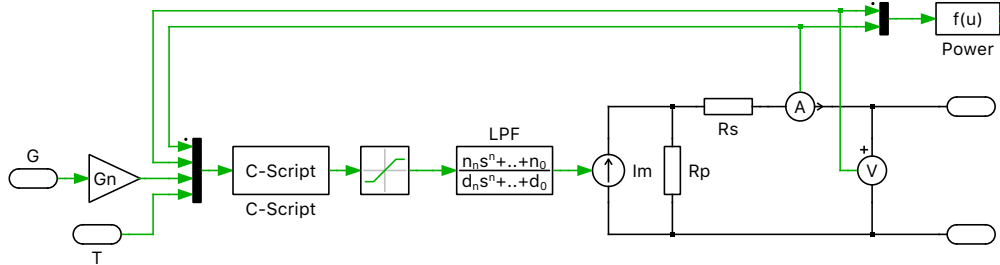 f(u)
Power
A
Rs
LPF
G
Gn
C-Script
C-Script
nₙsⁿ+..+n₀
dₙsⁿ+..+d₀
Im
Rp
+
V
T